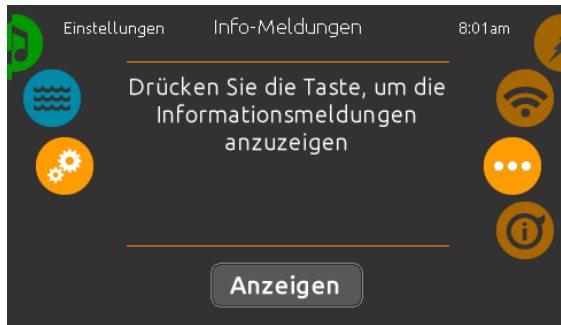 Einstellungen Info-Meldungen 8:01am
Drücken Sie die Taste, um die
Informationsmeldungen
anzuzeigen
Anzeigen